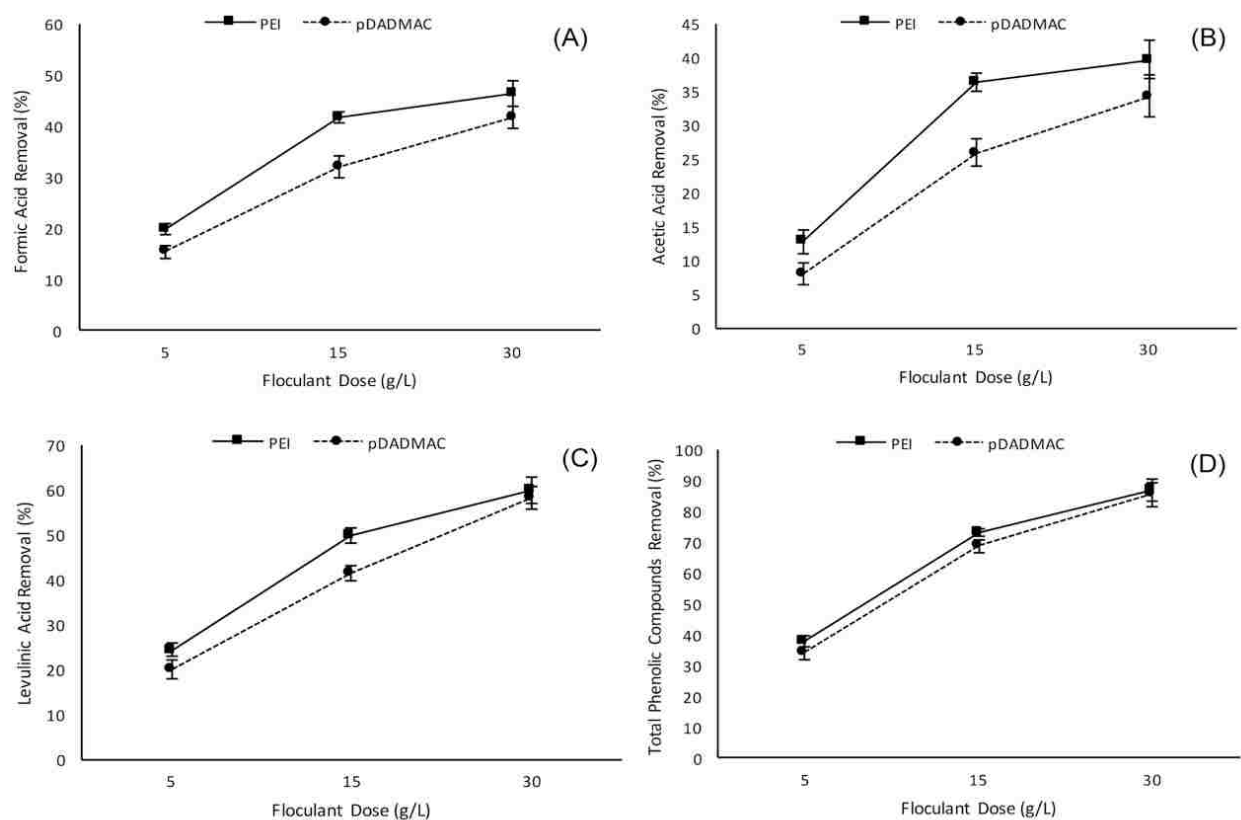 PEI pDADMAC
(A)
Formic Acid Removal (%)
60
50
40
30
20
10
0
5 15 30
Floculant Dose (g/L)
PEI pDADMAC
(B)
Acetic Acid Removal (%)
45
40
35
30
25
20
15
10
5
0
5 15 30
Floculant Dose (g/L)
PEI pDADMAC
(C)
Levulinic Acid Removal (%)
70
60
50
40
30
20
10
0
5 15 30
Floculant Dose (g/L)
PEI pDADMAC
(D)
Total Phenolic Compounds Removal (%)
100
90
80
70
60
50
40
30
20
10
0
5 15 30
Floculant Dose (g/L)